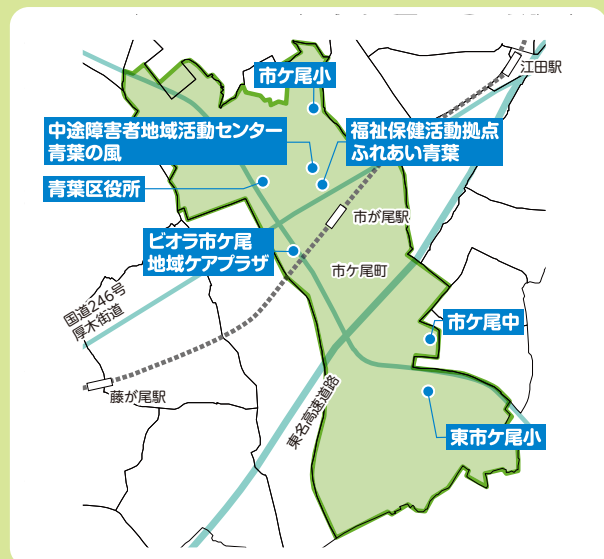 江田駅
市ケ尾小
中途障害者地域活動センター
青葉の風
福祉保健活動拠点
ふれあい青葉
青葉区役所
市が尾駅
ビオラ市ケ尾
地域ケアプラザ
市ケ尾町
国道246号
厚木街道
市ケ尾中
藤が尾駅
東名高速道路
東市ケ尾小